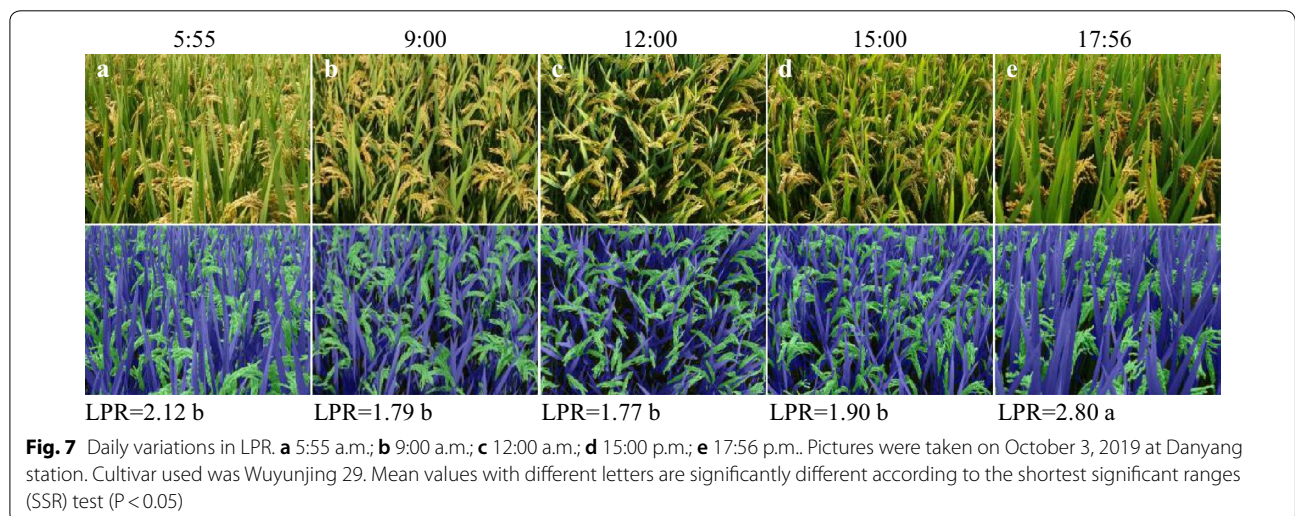 5:55 9:00 12:00 15:00 17:56
a b c d e
LPR=2.12 b LPR=1.79 b LPR=1.77 b LPR=1.90 b LPR=2.80 a
Fig. 7 Daily variations in LPR. a 5:55 a.m.; b 9:00 a.m.; c 12:00 a.m.; d 15:00 p.m.; e 17:56 p.m.. Pictures were taken on October 3, 2019 at Danyang
station. Cultivar used was Wuyunjing 29. Mean values with different letters are significantly different according to the shortest significant ranges
(SSR) test (P < 0.05)